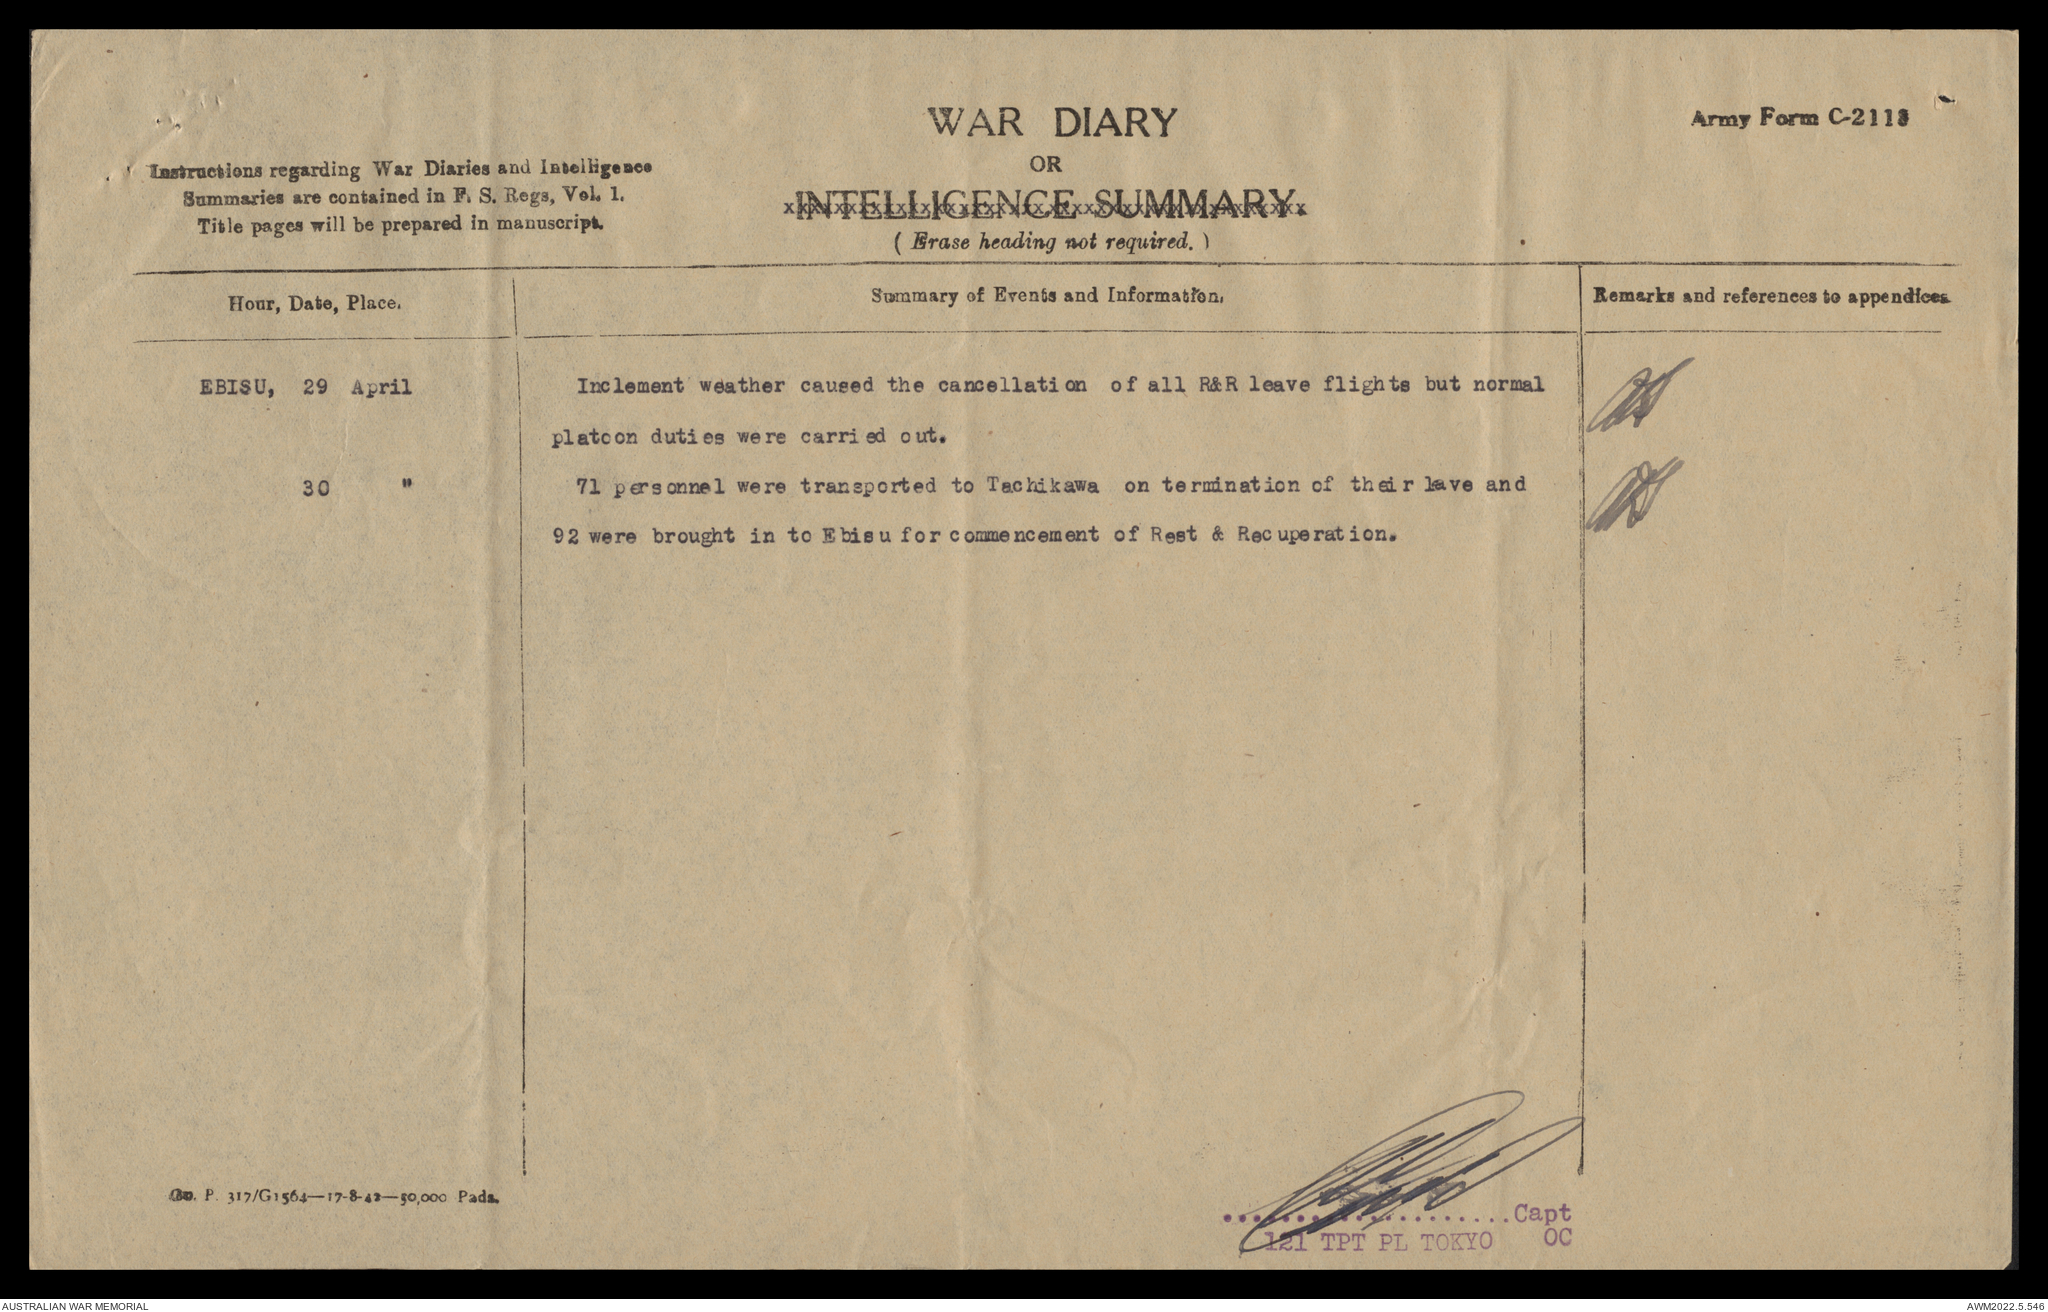 WAR DIARY
OR
INTELLIGENCE SUMMARY.
( Erase heading not required. )
Army Form C-2118
Instructions regarding War Diaries and Intelligence
Summaries are contained in F. S. Regs, Vol. 1.
Title pages will be prepared in manuscript.
Hour, Date, Place.
Summary of Events and Information.
Remarks and references to appendices
EBISU, 29 April
Inclement weather caused the cancellation of all R&R leave flights but normal
platoon duties were carried out.
30 "
71 personnel were transported to Tachikawa on termination of their lave and
92 were brought in to Ebisu for commencement of Rest & Recuperation.
P. 317/G1564—17-8-42—50,000 Pads.
....................Capt
121 TPT PL TOKYO OC
AUSTRALIAN WAR MEMORIAL
AWM2022.5.546